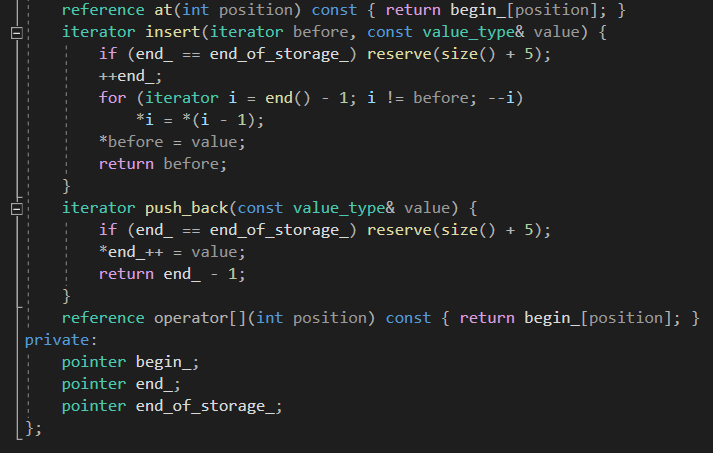 reference at(int position) const { return begin_[position]; }
iterator insert(iterator before, const value_type& value) {
if (end_ == end_of_storage_) reserve(size() + 5);
++end_;
for (iterator i = end() - 1; i != before; --i)
*i = *(i - 1);
*before = value;
return before;
}
iterator push_back(const value_type& value) {
if (end_ == end_of_storage_) reserve(size() + 5);
*end_++ = value;
return end_ - 1;
}
reference operator[](int position) const { return begin_[position]; }
private:
pointer begin_;
pointer end_;
pointer end_of_storage_;
};